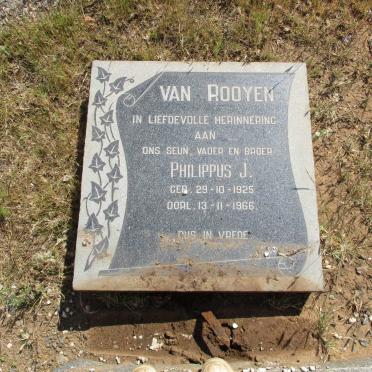 VAN ROOYEN
IN LIEFDEVOLLE HERINNERING
AAN
ONS SEUN, VADER EN BROER
PHILIPPUS J.
GEB. 29-10-1925
OORL. 13-11-1966.
RUS IN VREDE